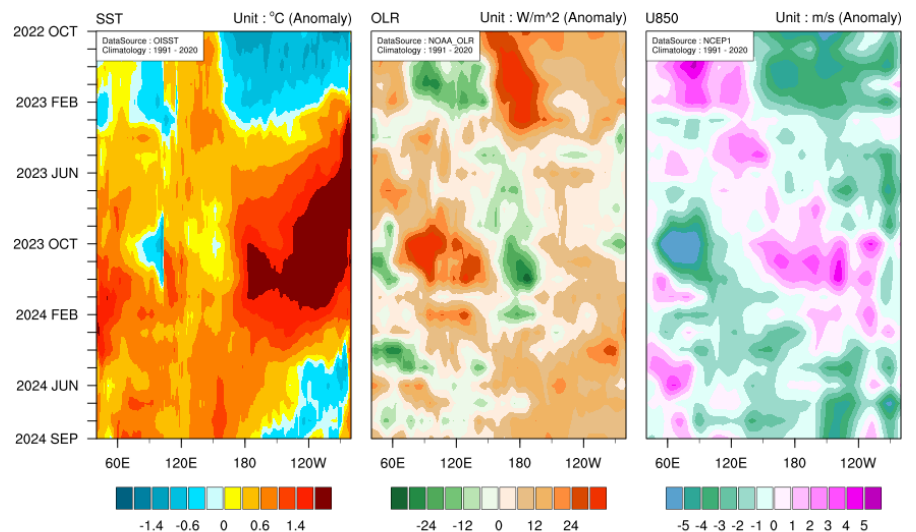 SST Unit : °C (Anomaly)
OLR Unit : W/m^2 (Anomaly)
U850 Unit : m/s (Anomaly)
DataSource : OISST
Climatology : 1991 - 2020
DataSource : NOAA_OLR
Climatology : 1991 - 2020
DataSource : NCEP1
Climatology : 1991 - 2020
2022 OCT
2023 FEB
2023 JUN
2023 OCT
2024 FEB
2024 JUN
2024 SEP
60E 120E 180 120W
60E 120E 180 120W
60E 120E 180 120W
-1.4 -0.6 0 0.6 1.4
-24 -12 0 12 24
-5 -4 -3 -2 -1 0 1 2 3 4 5